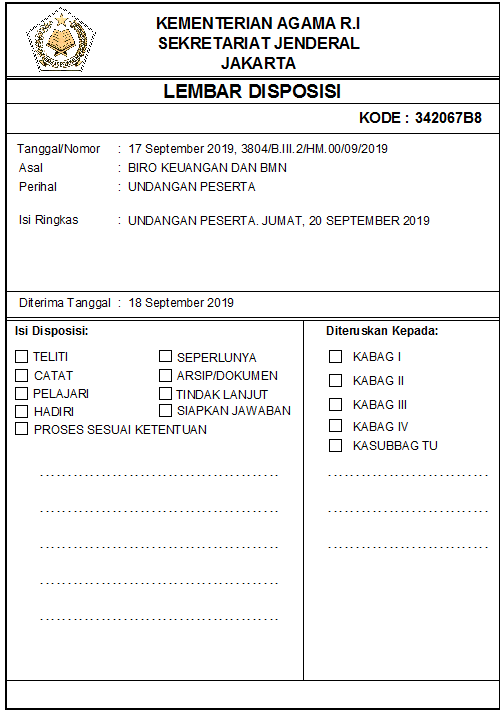 KEMENTERIAN AGAMA R.I
SEKRETARIAT JENDERAL
JAKARTA
LEMBAR DISPOSISI
KODE : 342067B8
Tanggal/Nomor : 17 September 2019, 3804/B.III.2/HM.00/09/2019
Asal : BIRO KEUANGAN DAN BMN
Perihal : UNDANGAN PESERTA
Isi Ringkas : UNDANGAN PESERTA. JUMAT, 20 SEPTEMBER 2019
Diterima Tanggal : 18 September 2019
Isi Disposisi:
TELITI
CATAT
PELAJARI
HADIRI
PROSES SESUAI KETENTUAN
SEPERLUNYA
ARSIP/DOKUMEN
TINDAK LANJUT
SIAPKAN JAWABAN
Diteruskan Kepada:
KABAG I
KABAG II
KABAG III
KABAG IV
KASUBBAG TU